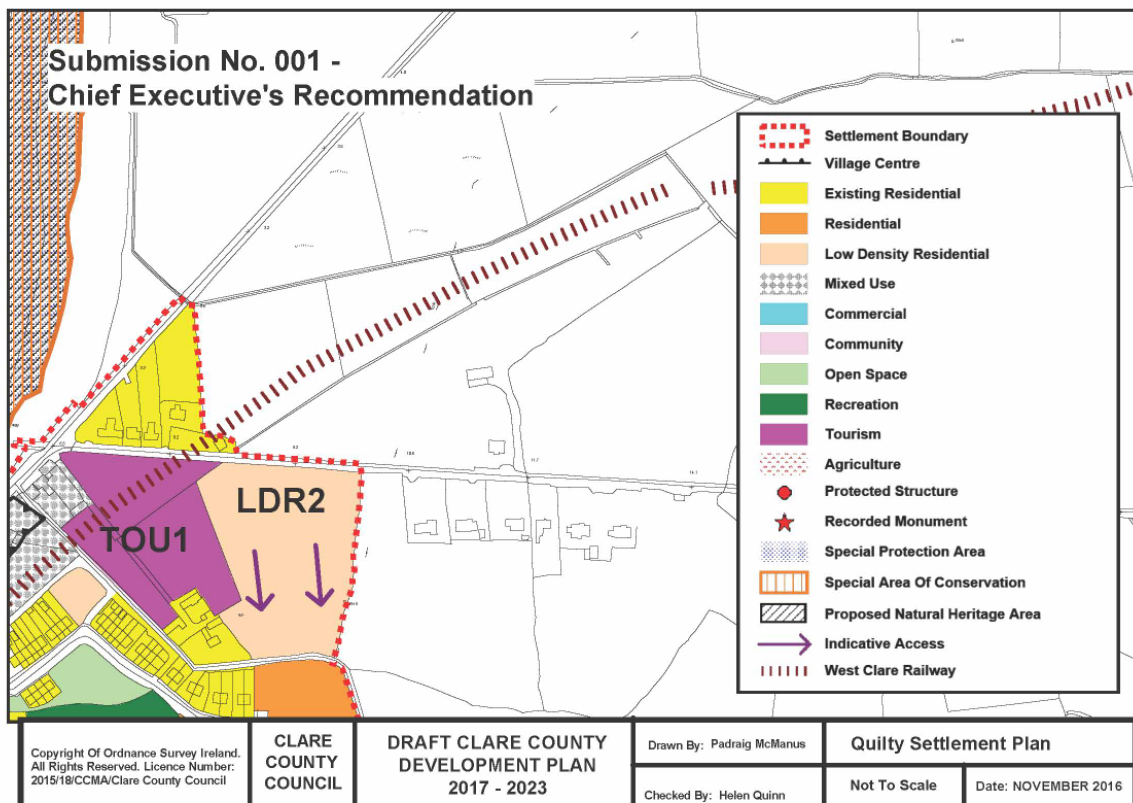 Submission No. 001 -
Chief Executive's Recommendation
Settlement Boundary
Village Centre
Existing Residential
Residential
Low Density Residential
Mixed Use
Commercial
Community
Open Space
Recreation
Tourism
Agriculture
Protected Structure
Recorded Monument
Special Protection Area
Special Area Of Conservation
Proposed Natural Heritage Area
Indicative Access
West Clare Railway
LDR2
TOU1
Copyright Of Ordnance Survey Ireland.
All Rights Reserved. Licence Number:
2015/18/CCMA/Clare County Council
CLARE
COUNTY
COUNCIL
DRAFT CLARE COUNTY
DEVELOPMENT PLAN
2017 - 2023
Drawn By: Padraig McManus
Checked By: Helen Quinn
Quilty Settlement Plan
Not To Scale
Date: NOVEMBER 2016